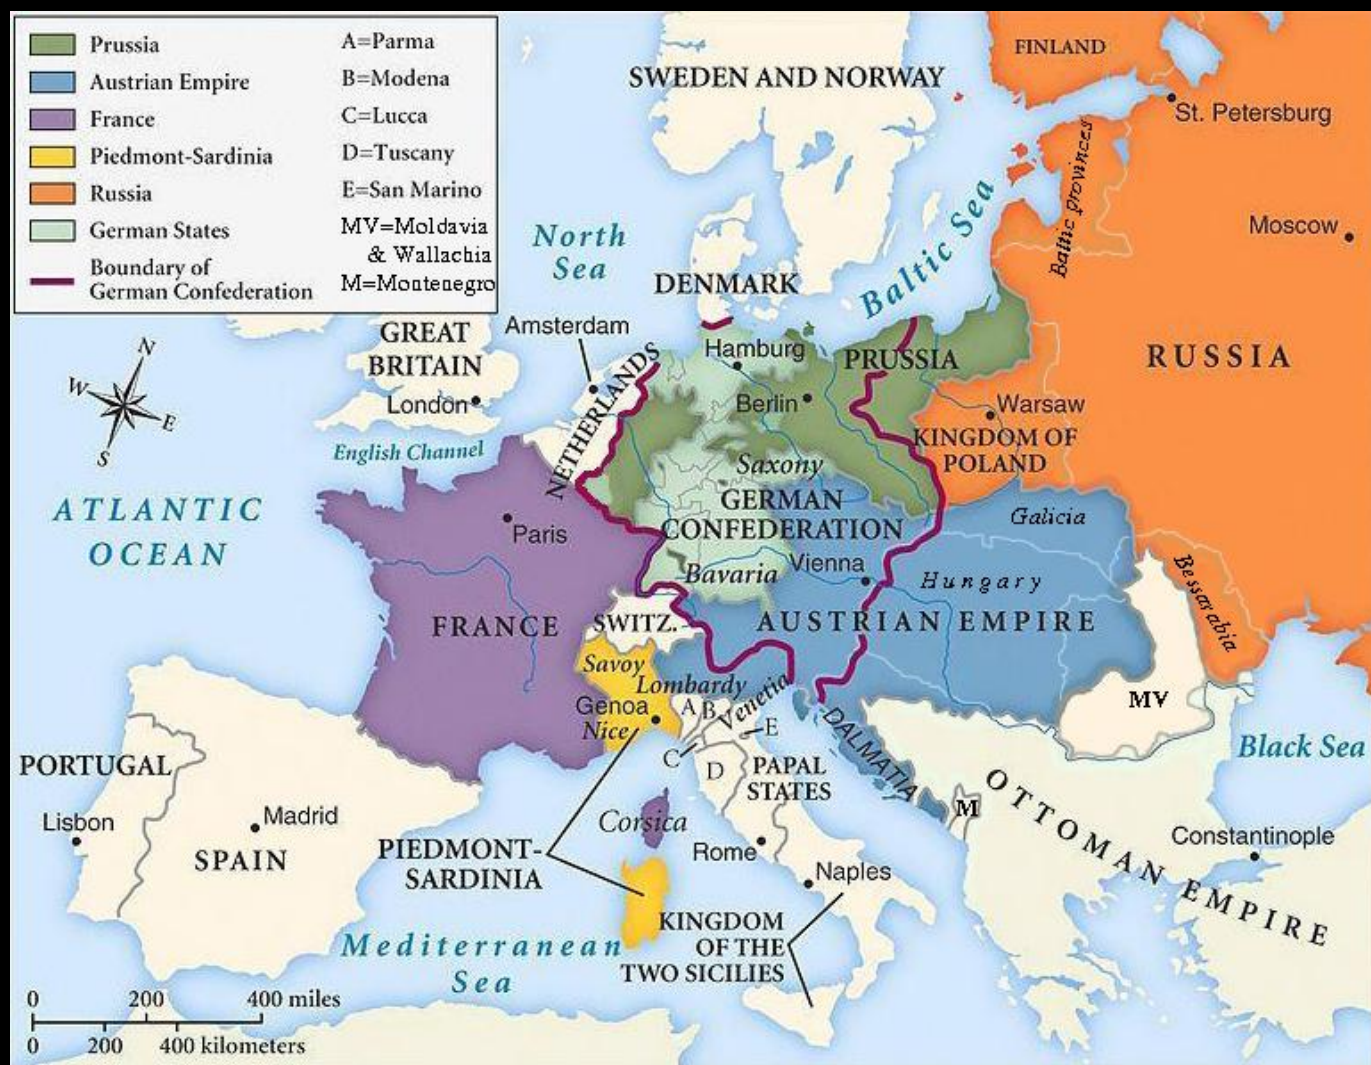 Prussia
Austrian Empire
France
Piedmont-Sardinia
Russia
German States
Boundary of
German Confederation
A=Parma
B=Modena
C=Lucca
D=Tuscany
E=San Marino
MV=Moldavia
& Wallachia
M=Montenegro
FINLAND
SWEDEN AND NORWAY
St. Petersburg
Baltic provinces
Moscow
North
Sea
Baltic Sea
DENMARK
GREAT
BRITAIN
London
Amsterdam
NETHERLANDS
Hamburg
PRUSSIA
Berlin
RUSSIA
Warsaw
KINGDOM OF
POLAND
N
W
E
S
English Channel
ATLANTIC
OCEAN
Paris
Saxony
GERMAN
CONFEDERATION
Galicia
Bavaria
Vienna
Hungary
Bessarabia
FRANCE
SWITZ.
AUSTRIAN EMPIRE
Savoy
Lombardy
Venetia
Genoa
Nice
A
B
E
C
D
MV
DALMATIA
Black Sea
PORTUGAL
Lisbon
Madrid
SPAIN
PAPAL
STATES
Corsica
PIEDMONT-
SARDINIA
Rome
Naples
M
OTTOMAN EMPIRE
Constantinople
Mediterranean
Sea
KINGDOM
OF THE
TWO SICILIES
0 200 400 miles
0 200 400 kilometers